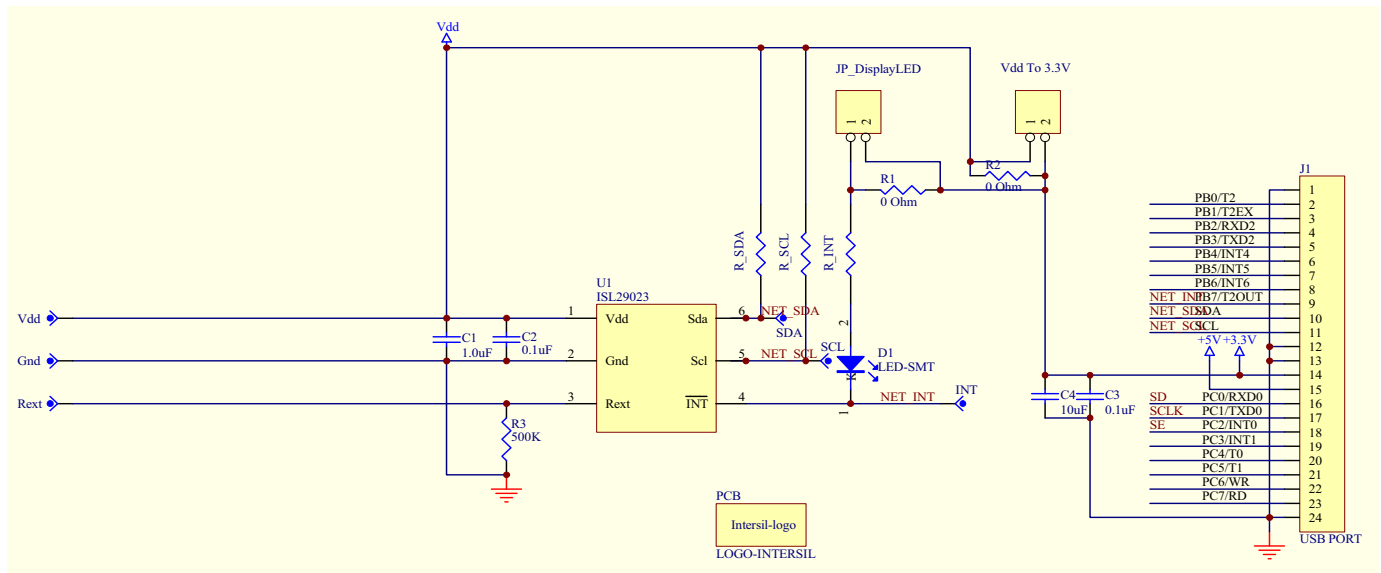 Vdd
JP_DisplayLED
Vdd To 3.3V
1
2
1
2
R1
0 Ohm
R2
0 Ohm
R_SDA
R_SCL
R_INT
U1
ISL29023
Vdd
1
Vdd
Sda
6
NET_SDA
SDA
C1
1.0uF
C2
0.1uF
Gnd
2
Gnd
Scl
5
NET_SCL
SCL
2
D1
LED-SMT
K
1
Rext
3
Rext
INT
4
NET_INT
INT
R3
500K
C4
10uF
C3
0.1uF
PCB
Intersil-logo
LOGO-INTERSIL
J1
1
PB0/T2
2
PB1/T2EX
3
PB2/RXD2
4
PB3/TXD2
5
PB4/INT4
6
PB5/INT5
7
PB6/INT6
8
NET_INT
PB7/T2OUT
9
NET_SDA
SDA
10
NET_SCL
SCL
11
+5V
+3.3V
12
13
14
15
SD
PC0/RXD0
16
SCLK
PC1/TXD0
17
SE
PC2/INT0
18
PC3/INT1
19
PC4/T0
20
PC5/T1
21
PC6/WR
22
PC7/RD
23
24
USB PORT